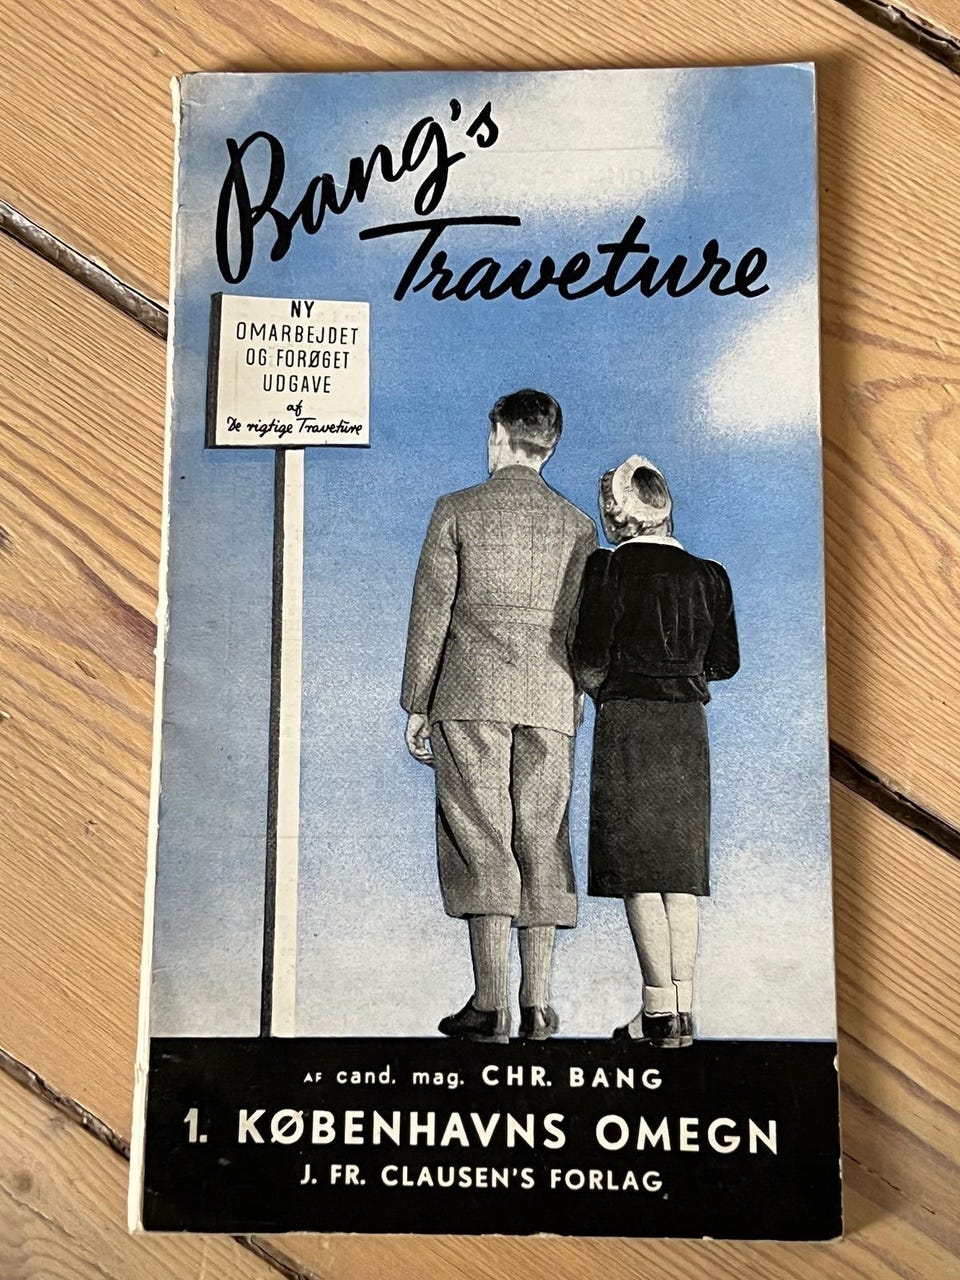 Bang's
Traveture
NY
OMARBEJDET
OG FORØGET
UDGAVE
af
De rigtige Traveture
AF cand. mag. CHR. BANG
1. KØBENHAVNS OMEGN
J. FR. CLAUSEN'S FORLAG